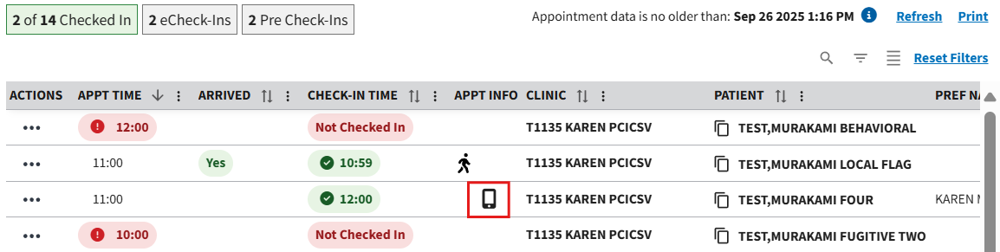 2 of 14 Checked In 2 eCheck-Ins 2 Pre Check-Ins Appointment data is no older than: Sep 26 2025 1:16 PM Refresh Print
Reset Filters
ACTIONS APPT TIME ARRIVED CHECK-IN TIME APPT INFO CLINIC PATIENT PREF
12:00 Not Checked In T1135 KAREN PCICSV TEST,MURAKAMI BEHAVIORAL
11:00 Yes 10:59 T1135 KAREN PCICSV TEST,MURAKAMI LOCAL FLAG
11:00 12:00 T1135 KAREN PCICSV TEST,MURAKAMI FOUR KAREN
10:00 Not Checked In T1135 KAREN PCICSV TEST,MURAKAMI FUGITIVE TWO